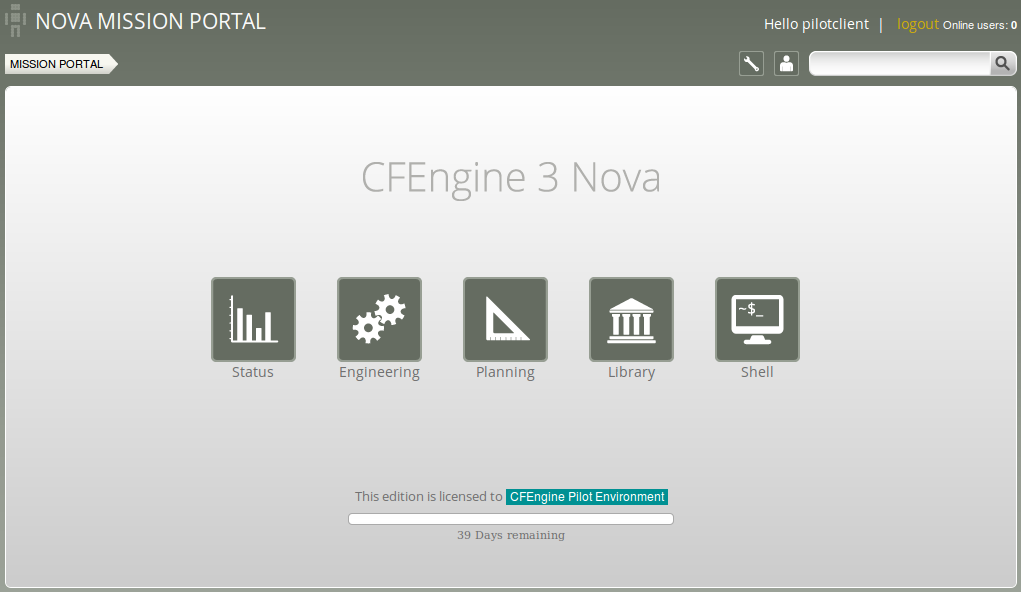 NOVA MISSION PORTAL
Hello pilotclient | logout Online users: 0
MISSION PORTAL
CFEngine 3 Nova
~$_
Status Engineering Planning Library Shell
This edition is licensed to CFEngine Pilot Environment
39 Days remaining